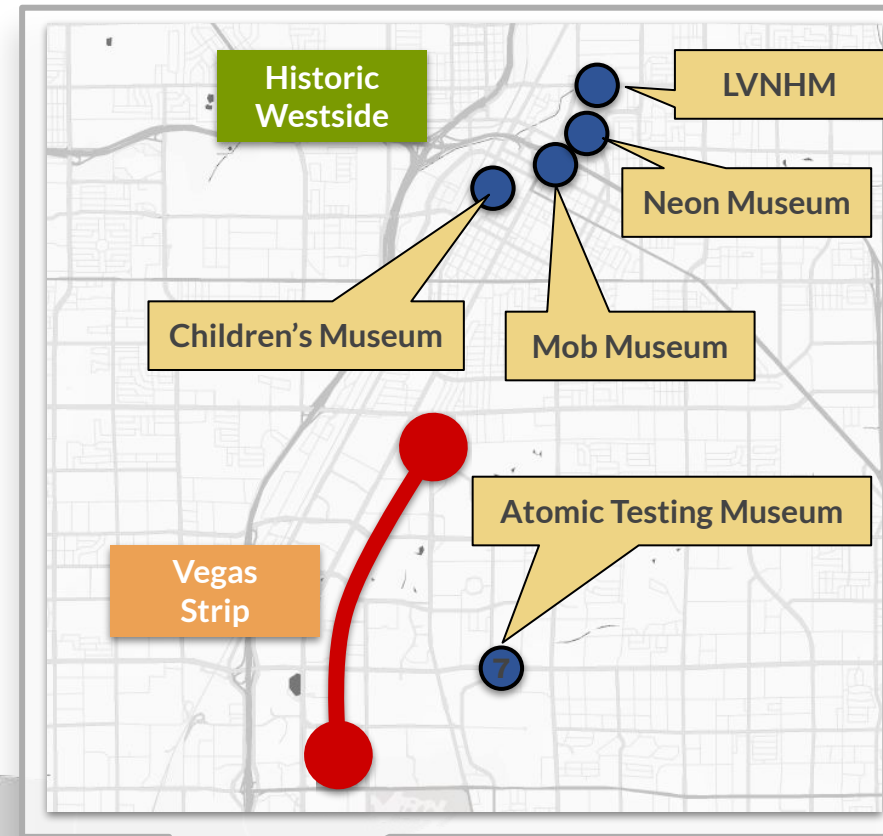 Historic
Westside
LVNHM
Neon Museum
Children’s Museum
Mob Museum
Atomic Testing Museum
Vegas
Strip
7